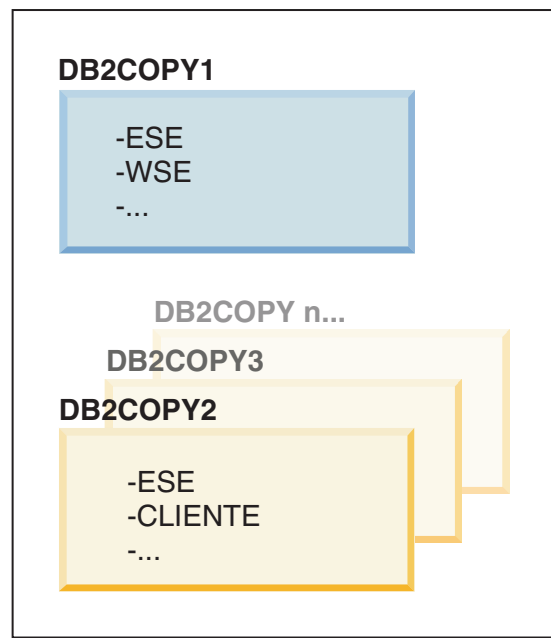 DB2COPY1
-ESE
-WSE
-...
DB2COPY n...
DB2COPY3
DB2COPY2
-ESE
-CLIENTE
-...